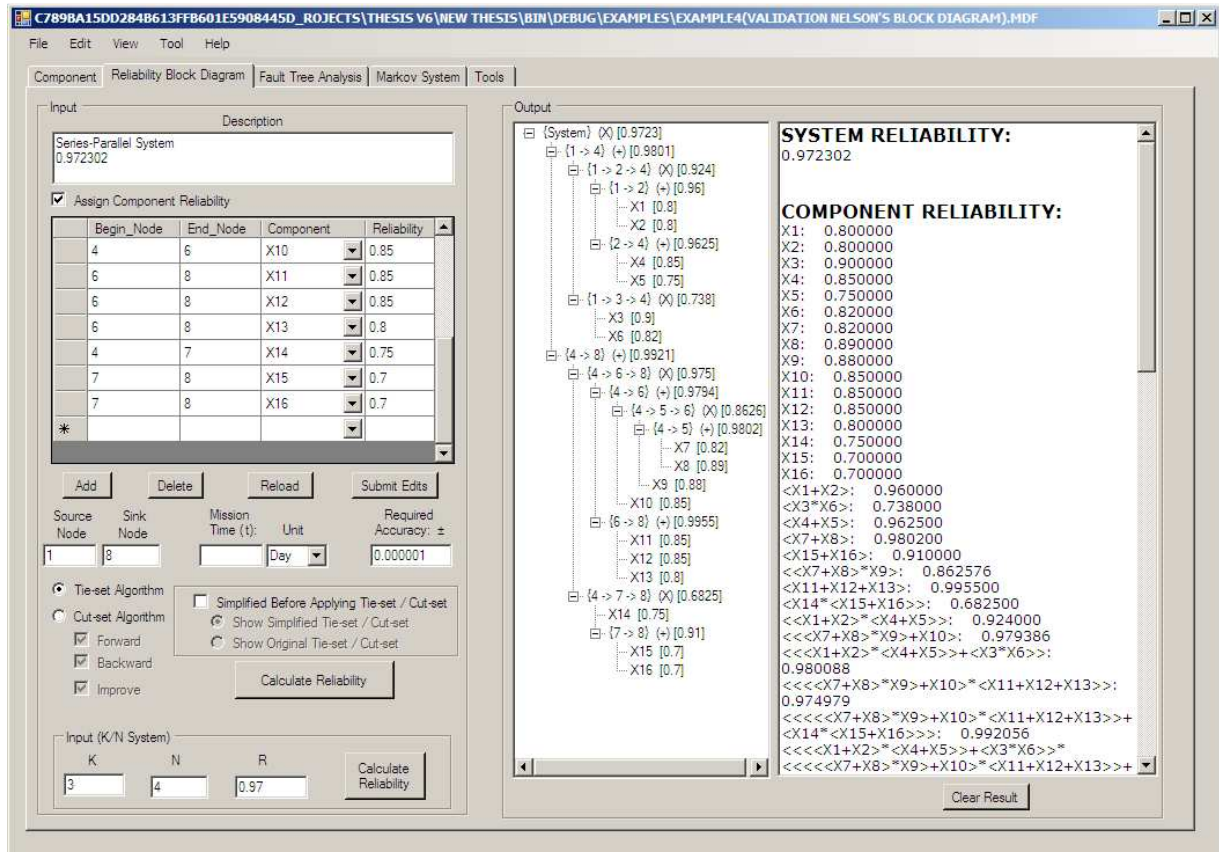 C789BA15DD284B613FFB601E5908445D_ROJECTS\THESIS V6\NEW THESIS\BIN\DEBUG\EXAMPLES\EXAMPLE4(VALIDATION NELSON'S BLOCK DIAGRAM).MDF
File Edit View Tool Help
Component Reliability Block Diagram Fault Tree Analysis Markov System Tools
Input
Description
Series-Parallel System
0.972302
Assign Component Reliability
Begin_Node End_Node Component Reliability
4 6 X10 0.85
6 8 X11 0.85
6 8 X12 0.85
6 8 X13 0.8
4 7 X14 0.75
7 8 X15 0.7
7 8 X16 0.7
*
Add Delete Reload Submit Edits
Source Node Sink Node Mission Time (t): Unit Required Accuracy: ±
1 8 Day 0.000001
Tie-set Algorithm
Cut-set Algorithm
Forward
Backward
Improve
Simplified Before Applying Tie-set / Cut-set
Show Simplified Tie-set / Cut-set
Show Original Tie-set / Cut-set
Calculate Reliability
Input (K/N System)
K N R
3 4 0.97
Calculate Reliability
Output
{System} (X) [0.9723]
{1 -> 4} (+) [0.9801]
{1 -> 2 -> 4} (X) [0.924]
{1 -> 2} (+) [0.96]
X1 [0.8]
X2 [0.8]
{2 -> 4} (+) [0.9625]
X4 [0.85]
X5 [0.75]
{1 -> 3 -> 4} (X) [0.738]
X3 [0.9]
X6 [0.82]
{4 -> 8} (+) [0.9921]
{4 -> 6 -> 8} (X) [0.975]
{4 -> 6} (+) [0.9794]
{4 -> 5 -> 6} (X) [0.8626]
{4 -> 5} (+) [0.9802]
X7 [0.82]
X8 [0.89]
X9 [0.88]
X10 [0.85]
{6 -> 8} (+) [0.9955]
X11 [0.85]
X12 [0.85]
X13 [0.8]
{4 -> 7 -> 8} (X) [0.6825]
X14 [0.75]
{7 -> 8} (+) [0.91]
X15 [0.7]
X16 [0.7]
SYSTEM RELIABILITY:
0.972302
COMPONENT RELIABILITY:
X1: 0.800000
X2: 0.800000
X3: 0.900000
X4: 0.850000
X5: 0.750000
X6: 0.820000
X7: 0.820000
X8: 0.890000
X9: 0.880000
X10: 0.850000
X11: 0.850000
X12: 0.850000
X13: 0.800000
X14: 0.750000
X15: 0.700000
X16: 0.700000
<X1+X2>: 0.960000
<X3*X6>: 0.738000
<X4+X5>: 0.962500
<X7+X8>: 0.980200
<X15+X16>: 0.910000
<<X7+X8>*X9>: 0.862576
<X11+X12+X13>: 0.995500
<X14*<X15+X16>>: 0.682500
<<X1+X2>*<X4+X5>>: 0.924000
<<<X7+X8>*X9>+X10>: 0.979386
<<<X1+X2>*<X4+X5>>+<X3*X6>>:
0.980088
<<<<X7+X8>*X9>+X10>*<X11+X12+X13>>:
0.974979
<<<<<X7+X8>*X9>+X10>*<X11+X12+X13>>+
<X14*<X15+X16>>>: 0.992056
<<<<X1+X2>*<X4+X5>>+<X3*X6>>*
<<<<<X7+X8>*X9>+X10>*<X11+X12+X13>>+
Clear Result